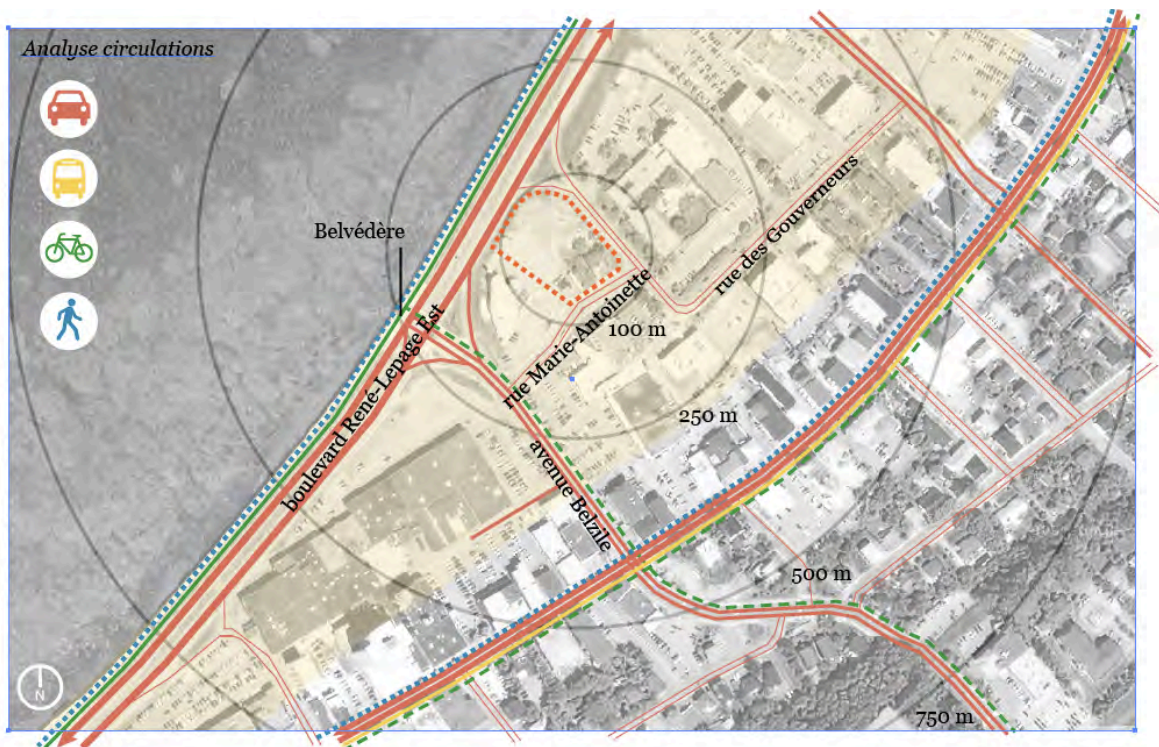 Analyse circulations
Belvédère
boulevard René-Lepage Est
rue Marie-Antoinette
rue des Gouverneurs
avenue Belzile
100 m
250 m
500 m
750 m
N